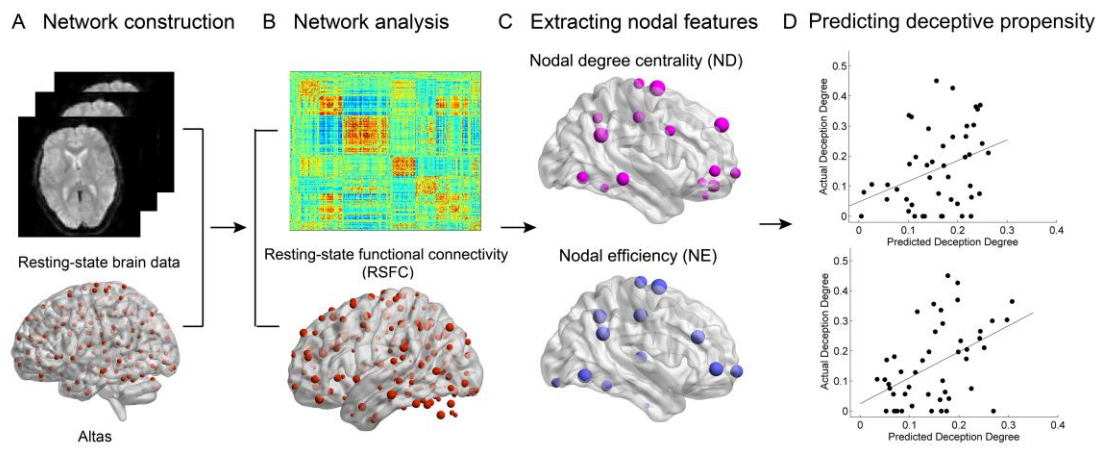 A Network construction
B Network analysis
C Extracting nodal features
D Predicting deceptive propensity
Resting-state brain data
Altas
Resting-state functional connectivity
(RSFC)
Nodal degree centrality (ND)
Nodal efficiency (NE)
Actual Deception Degree
0.5
0.4
0.3
0.2
0.1
0
0
0.1
0.2
0.3
0.4
Predicted Deception Degree
Actual Deception Degree
0.5
0.4
0.3
0.2
0.1
0
0
0.1
0.2
0.3
0.4
Predicted Deception Degree